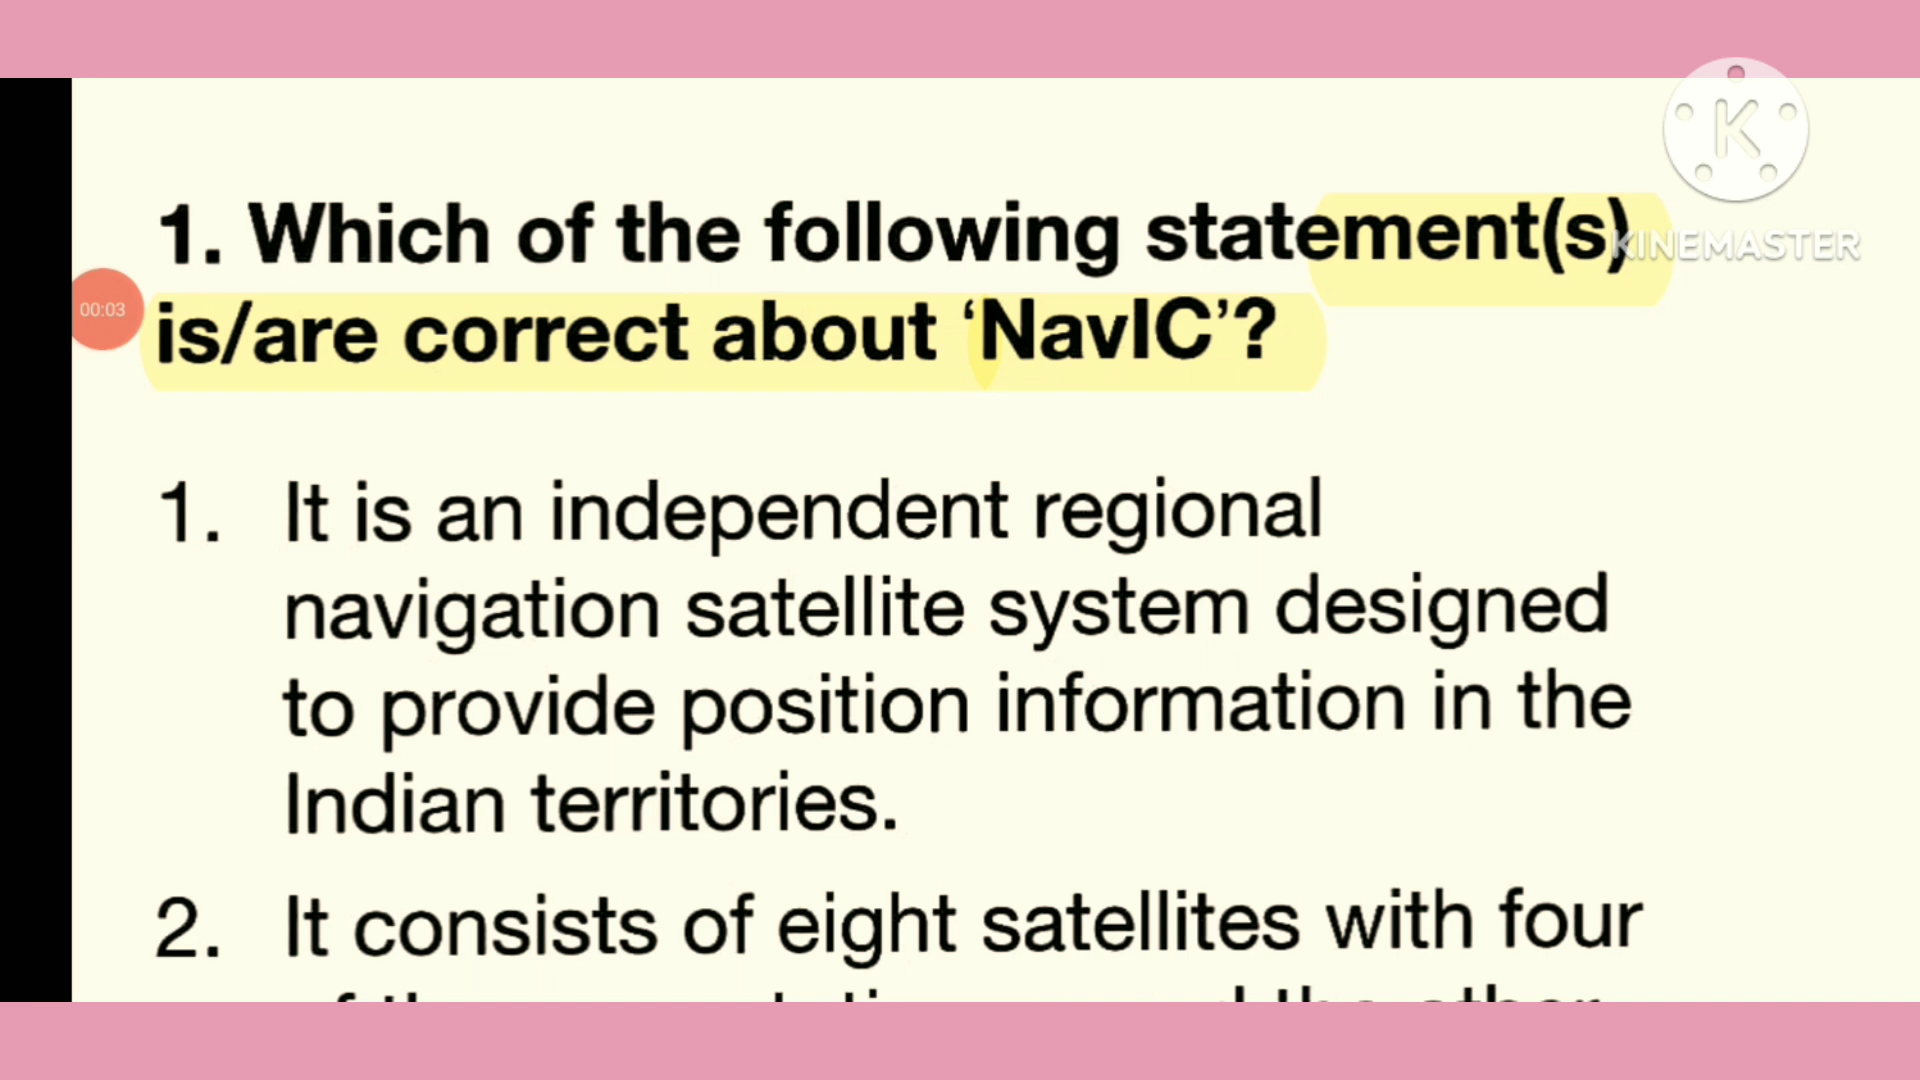 1. Which of the following statement(s)
KINEMASTER
00:03
is/are correct about ‘NavIC’?
1. It is an independent regional
navigation satellite system designed
to provide position information in the
Indian territories.
2. It consists of eight satellites with four